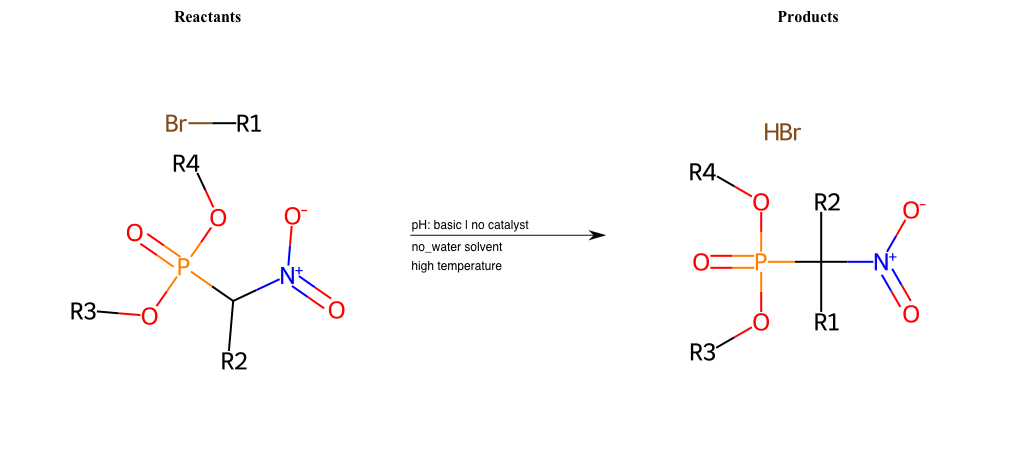 Reactants
Products
Br R1
HBr
R4
R4
O
O
R2
O⁻
O⁻
O
P
N⁺
O
P
N⁺
R3
O
O
O
R1
O
R2
R3
pH: basic | no catalyst
no_water solvent
high temperature